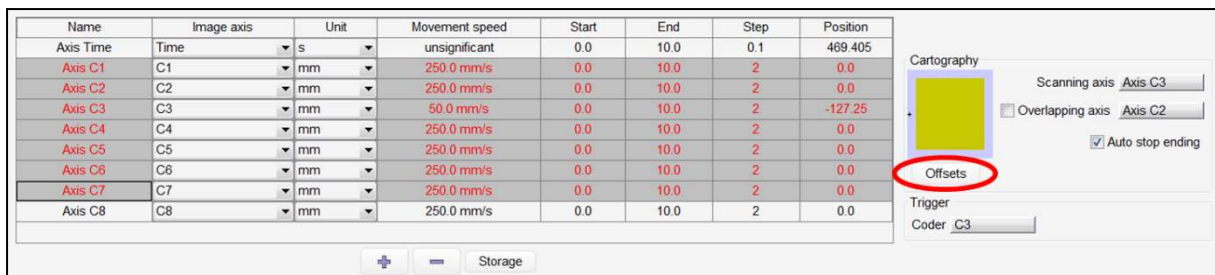 Name Image axis Unit Movement speed Start End Step Position
Axis Time Time s unsignificant 0.0 10.0 0.1 469.405
Axis C1 C1 mm 250.0 mm/s 0.0 10.0 2 0.0
Axis C2 C2 mm 250.0 mm/s 0.0 10.0 2 0.0
Axis C3 C3 mm 50.0 mm/s 0.0 10.0 2 -127.25
Axis C4 C4 mm 250.0 mm/s 0.0 10.0 2 0.0
Axis C5 C5 mm 250.0 mm/s 0.0 10.0 2 0.0
Axis C6 C6 mm 250.0 mm/s 0.0 10.0 2 0.0
Axis C7 C7 mm 250.0 mm/s 0.0 10.0 2 0.0
Axis C8 C8 mm 250.0 mm/s 0.0 10.0 2 0.0
Storage
Cartography
Scanning axis Axis C3
Overlapping axis Axis C2
Auto stop ending
Offsets
Trigger
Coder C3